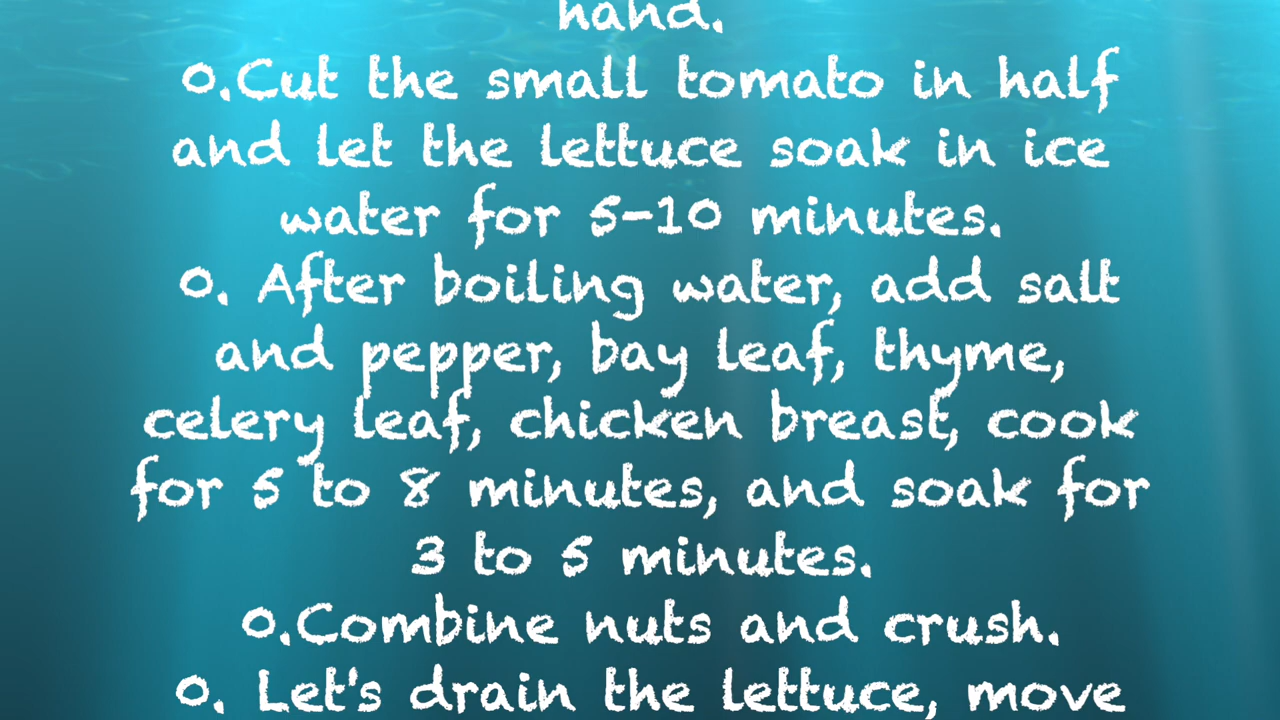 hand.
0.Cut the small tomato in half
and let the lettuce soak in ice
water for 5-10 minutes.
0. After boiling water, add salt
and pepper, bay leaf, thyme,
celery leaf, chicken breast, cook
for 5 to 8 minutes, and soak for
3 to 5 minutes.
0.Combine nuts and crush.
0. Let's drain the lettuce, move